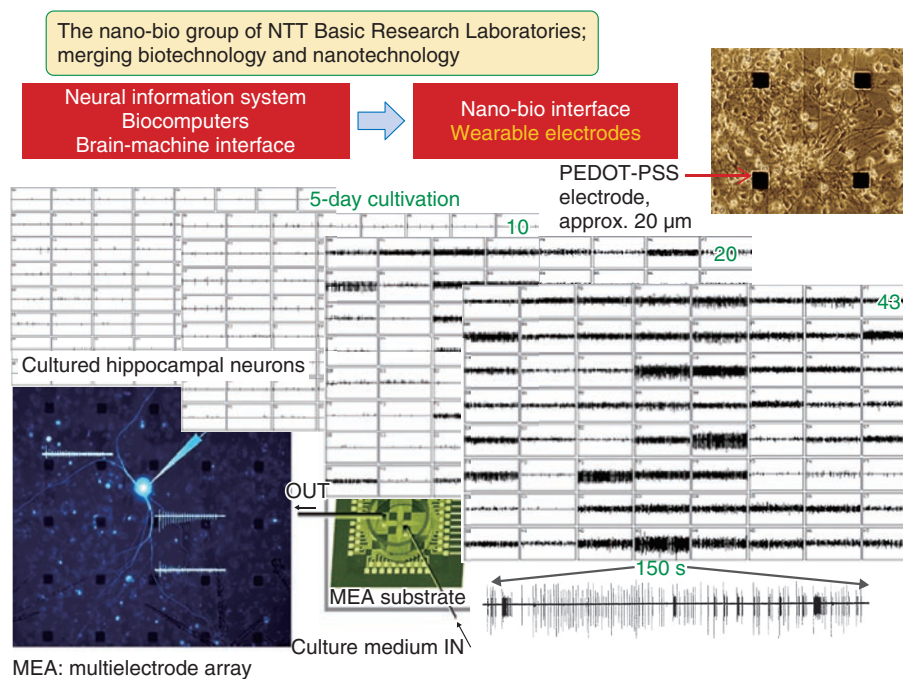 The nano-bio group of NTT Basic Research Laboratories;
merging biotechnology and nanotechnology
Neural information system
Biocomputers
Brain-machine interface
Nano-bio interface
Wearable electrodes
PEDOT-PSS
electrode,
approx. 20 μm
5-day cultivation
10
20
43
Cultured hippocampal neurons
OUT
MEA substrate
150 s
Culture medium IN
MEA: multielectrode array